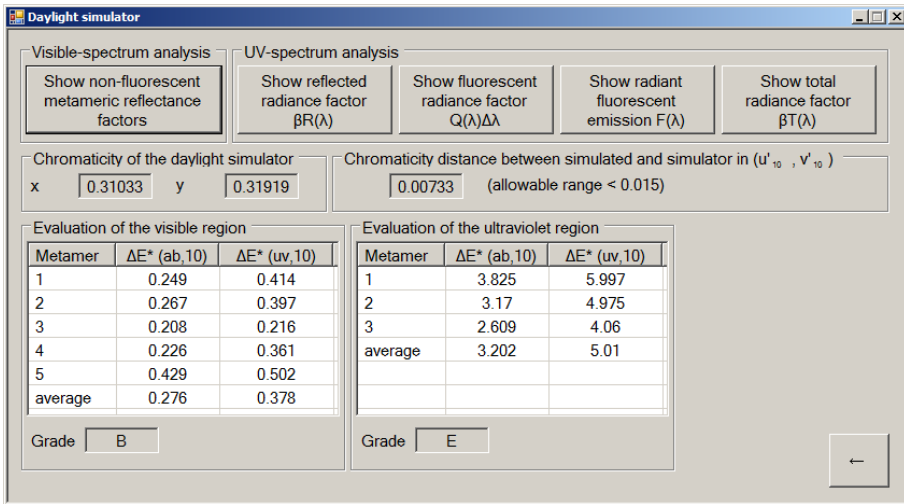 Daylight simulator
Visible-spectrum analysis
UV-spectrum analysis
Show non-fluorescent
metameric reflectance
factors
Show reflected
radiance factor
βR(λ)
Show fluorescent
radiance factor
Q(λ)Δλ
Show radiant
fluorescent
emission F(λ)
Show total
radiance factor
βT(λ)
Chromaticity of the daylight simulator
x 0.31033 y 0.31919
Chromaticity distance between simulated and simulator in (u'₁₀ , v'₁₀ )
0.00733 (allowable range < 0.015)
Evaluation of the visible region
Metamer ΔE* (ab,10) ΔE* (uv,10)
1 0.249 0.414
2 0.267 0.397
3 0.208 0.216
4 0.226 0.361
5 0.429 0.502
average 0.276 0.378
Grade B
Evaluation of the ultraviolet region
Metamer ΔE* (ab,10) ΔE* (uv,10)
1 3.825 5.997
2 3.17 4.975
3 2.609 4.06
average 3.202 5.01
Grade E
←